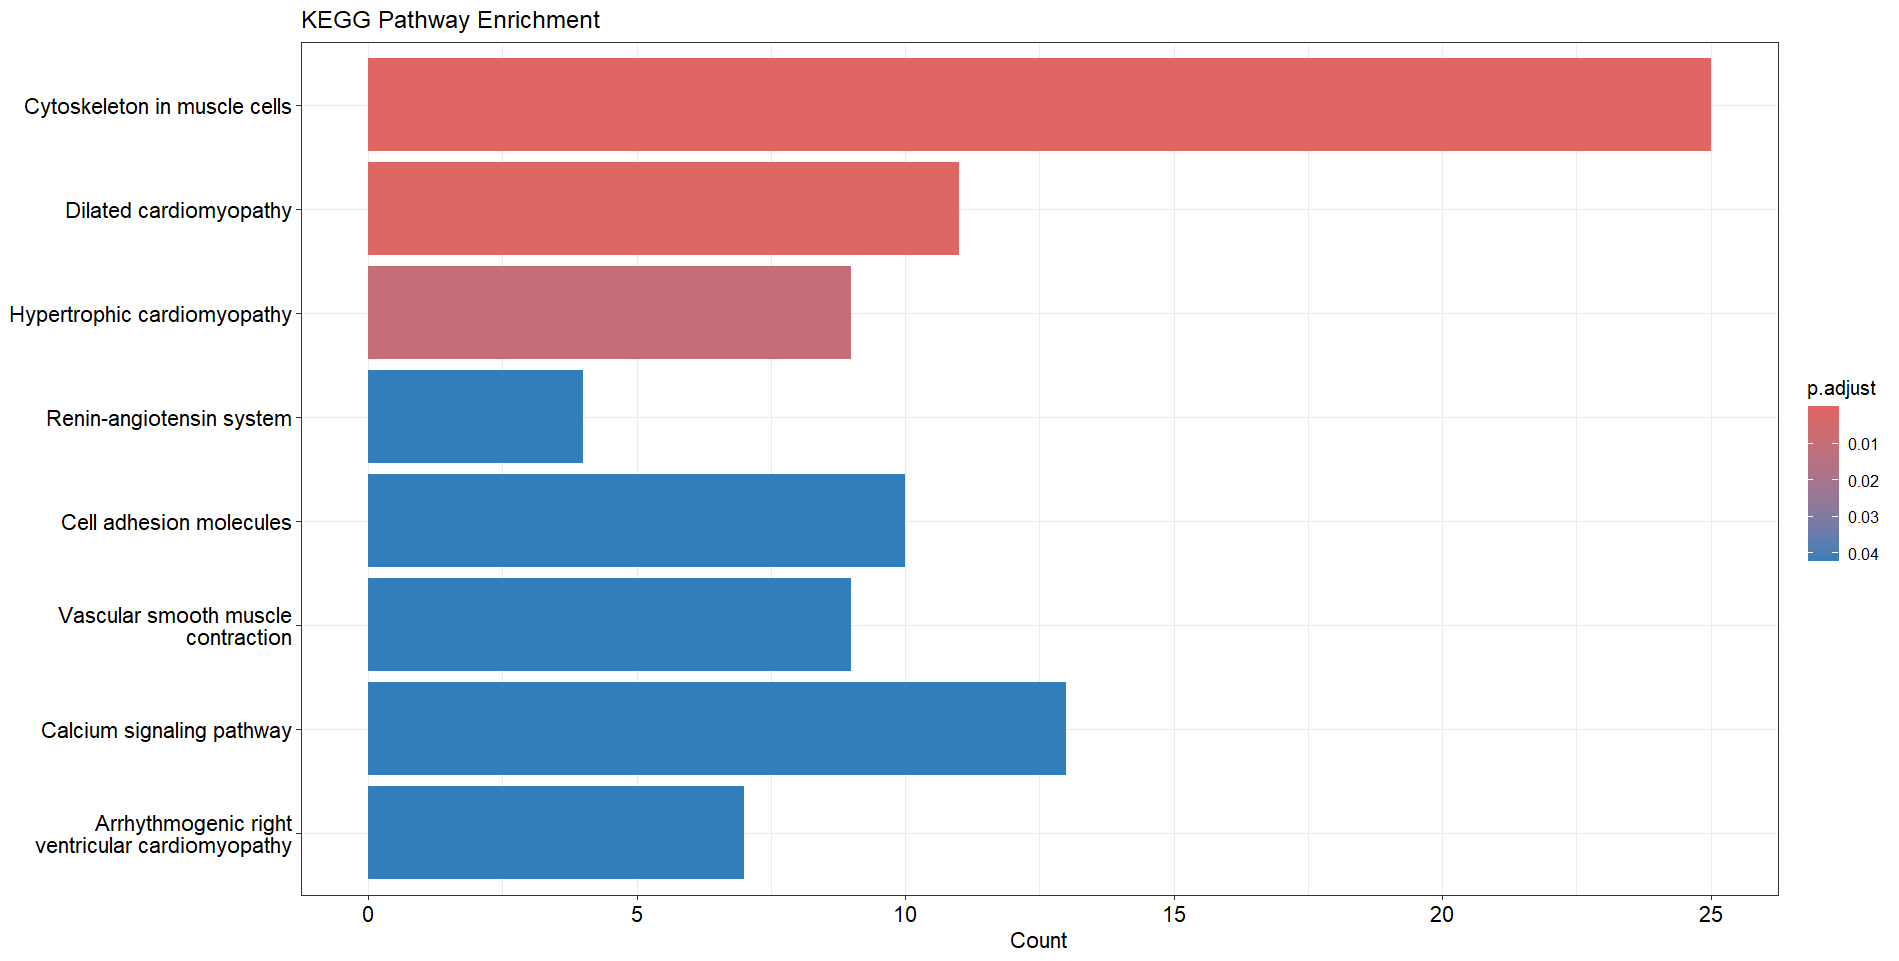 KEGG Pathway Enrichment
Cytoskeleton in muscle cells
Dilated cardiomyopathy
Hypertrophic cardiomyopathy
Renin-angiotensin system
Cell adhesion molecules
Vascular smooth muscle
contraction
Calcium signaling pathway
Arrhythmogenic right
ventricular cardiomyopathy
0 5 10 15 20 25
Count
p.adjust
0.01
0.02
0.03
0.04